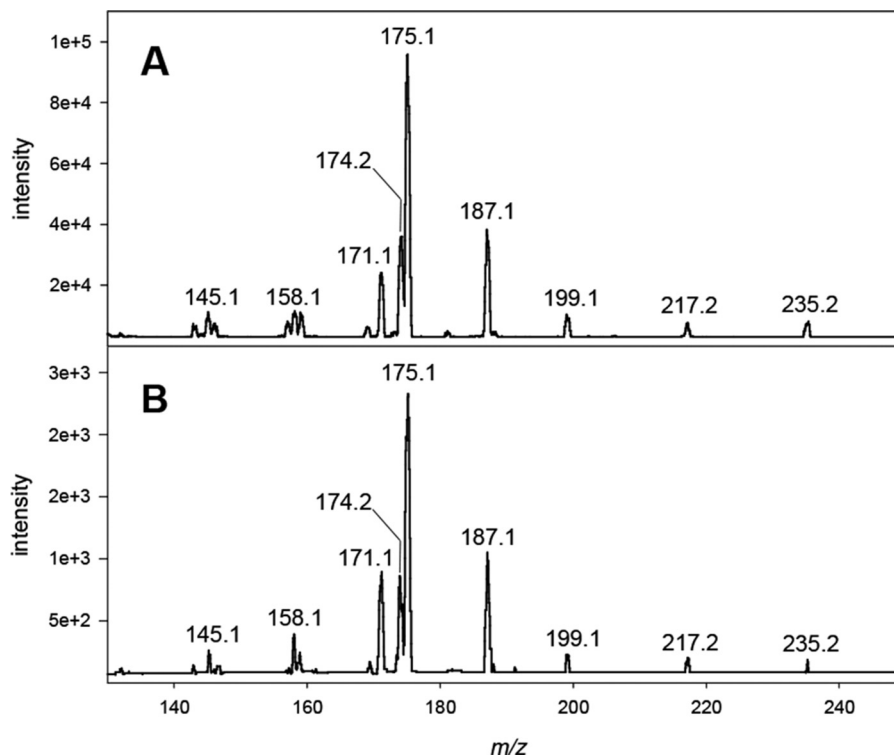 A
intensity
1e+5
8e+4
6e+4
4e+4
2e+4
145.1
158.1
171.1
174.2
175.1
187.1
199.1
217.2
235.2
B
intensity
3e+3
2e+3
2e+3
1e+3
5e+2
145.1
158.1
171.1
174.2
175.1
187.1
199.1
217.2
235.2
140
160
180
200
220
240
m/z